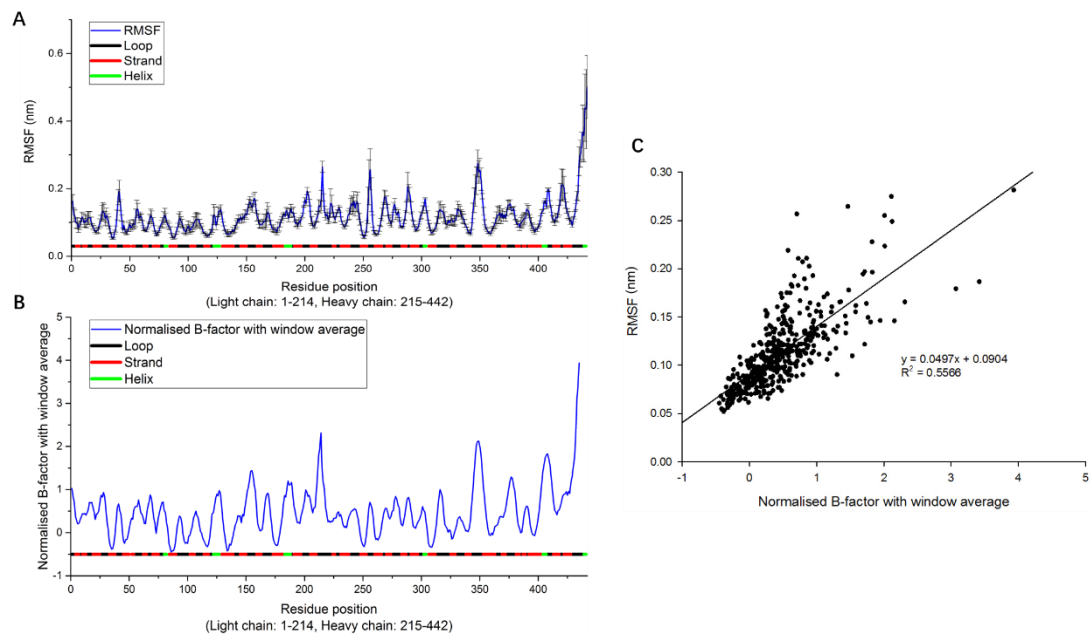 A
RMSF
Loop
Strand
Helix
RMSF (nm)
0.6
0.4
0.2
0.0
0 50 100 150 200 250 300 350 400 450
Residue position
(Light chain: 1-214, Heavy chain: 215-442)
B
Normalised B-factor with window average
Loop
Strand
Helix
Normalised B-factor with window average
5
4
3
2
1
0
-1
0 50 100 150 200 250 300 350 400 450
Residue position
(Light chain: 1-214, Heavy chain: 215-442)
C
RMSF (nm)
0.30
0.25
0.20
0.15
0.10
0.05
0.00
y = 0.0497x + 0.0904
R² = 0.5566
-1 0 1 2 3 4 5
Normalised B-factor with window average